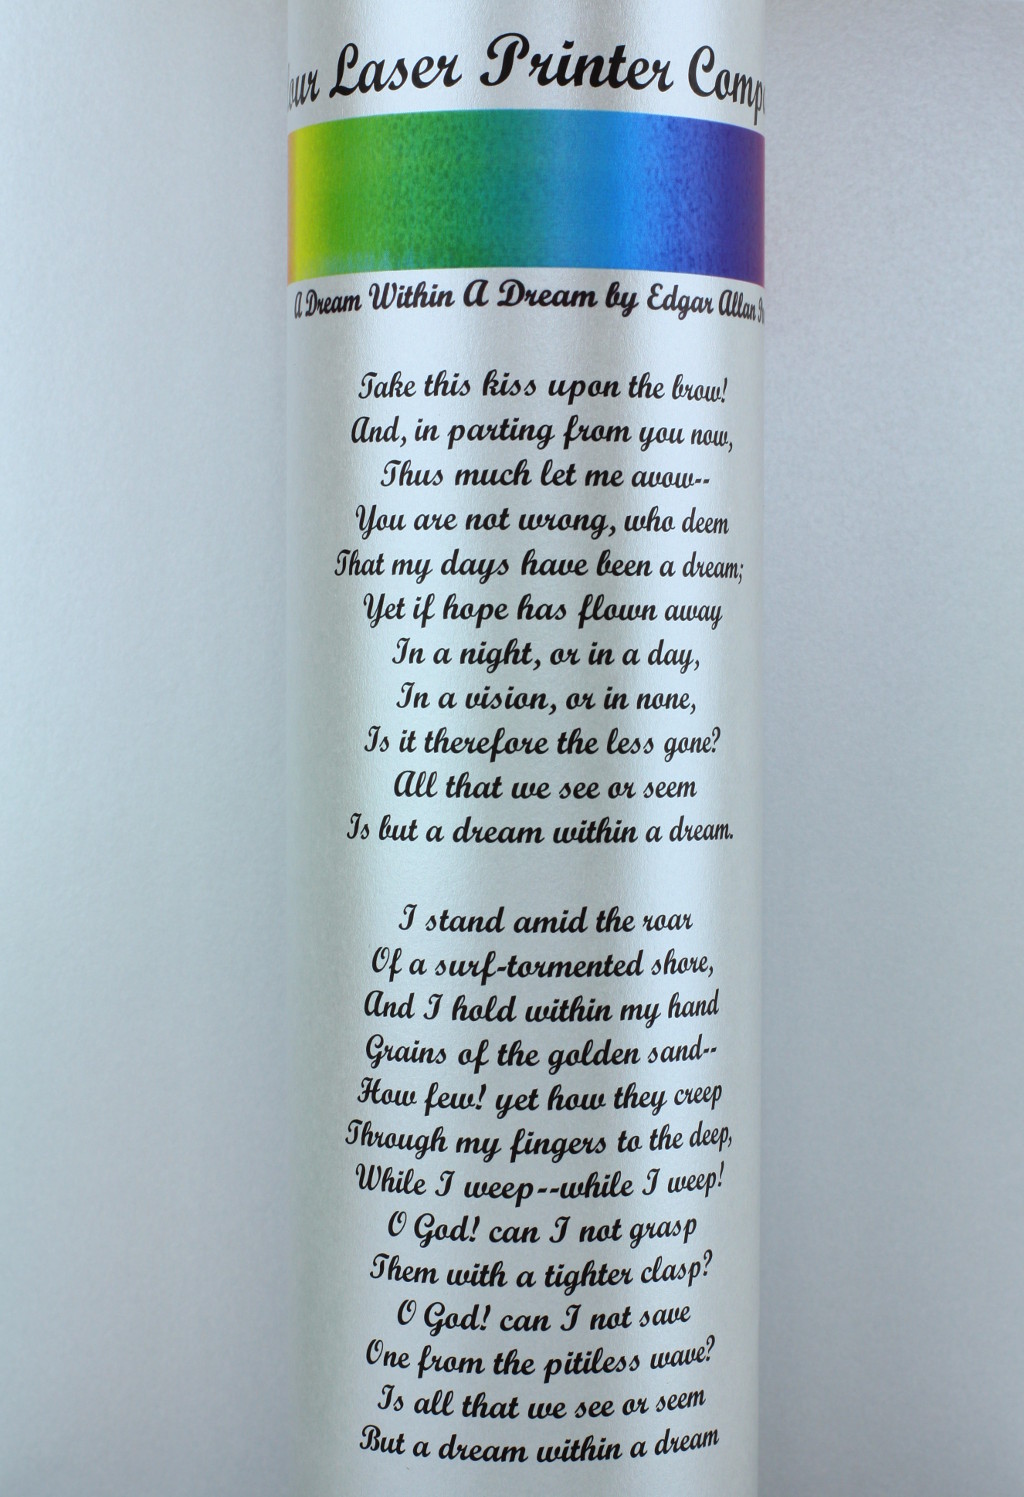 our Laser Printer Comp
A Dream Within A Dream by Edgar Allan
Take this kiss upon the brow!
And, in parting from you now,
Thus much let me avow--
You are not wrong, who deem
That my days have been a dream;
Yet if hope has flown away
In a night, or in a day,
In a vision, or in none,
Is it therefore the less gone?
All that we see or seem
Is but a dream within a dream.
I stand amid the roar
Of a surf-tormented shore,
And I hold within my hand
Grains of the golden sand--
How few! yet how they creep
Through my fingers to the deep,
While I weep--while I weep!
O God! can I not grasp
Them with a tighter clasp?
O God! can I not save
One from the pitiless wave?
Is all that we see or seem
But a dream within a dream